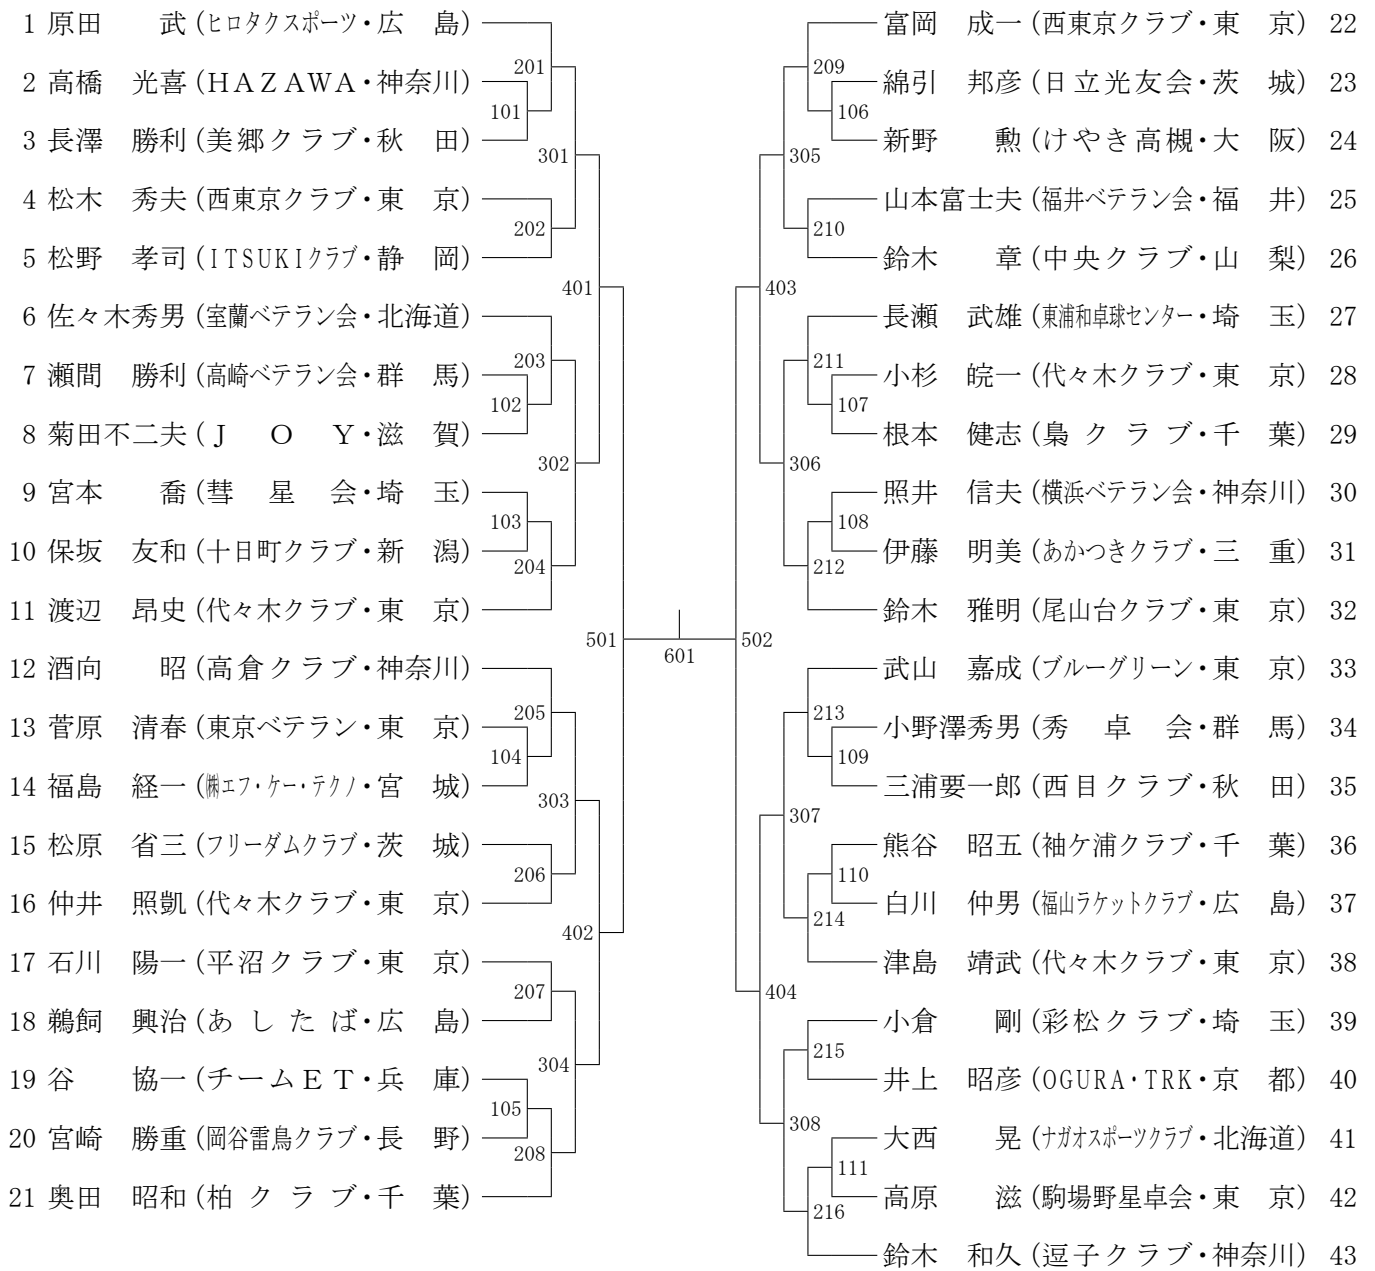 1 原田 武 (ヒロタクスポーツ・広 島)
201
2 高橋 光喜 (HAZAWA・神奈川)
101
3 長澤 勝利 (美郷クラブ・秋 田)
301
4 松木 秀夫 (西東京クラブ・東 京)
202
5 松野 孝司 (ITSUKIクラブ・静 岡)
401
6 佐々木秀男 (室蘭ベテラン会・北海道)
203
7 瀬間 勝利 (高崎ベテラン会・群 馬)
102
8 菊田不二夫 (J O Y・滋 賀)
302
9 宮本 喬 (彗 星 会・埼 玉)
103
10 保坂 友和 (十日町クラブ・新 潟)
204
11 渡辺 昂史 (代々木クラブ・東 京)
501
12 酒向 昭 (高倉クラブ・神奈川)
205
13 菅原 清春 (東京ベテラン・東 京)
104
14 福島 経一 (㈱エフ・ケー・テクノ・宮 城)
303
15 松原 省三 (フリーダムクラブ・茨 城)
206
16 仲井 照凱 (代々木クラブ・東 京)
402
17 石川 陽一 (平沼クラブ・東 京)
207
18 鵜飼 興治 (あ し た ば・広 島)
304
19 谷 協一 (チームET・兵 庫)
105
20 宮崎 勝重 (岡谷雷鳥クラブ・長 野)
208
21 奥田 昭和 (柏 ク ラ ブ・千 葉)
601
富岡 成一 (西東京クラブ・東 京) 22
209
綿引 邦彦 (日立光友会・茨 城) 23
106
新野 勲 (けやき高槻・大 阪) 24
305
山本富士夫 (福井ベテラン会・福 井) 25
210
鈴木 章 (中央クラブ・山 梨) 26
403
長瀬 武雄 (東浦和卓球センター・埼 玉) 27
211
小杉 皖一 (代々木クラブ・東 京) 28
107
根本 健志 (梟 ク ラ ブ・千 葉) 29
306
照井 信夫 (横浜ベテラン会・神奈川) 30
108
伊藤 明美 (あかつきクラブ・三 重) 31
212
鈴木 雅明 (尾山台クラブ・東 京) 32
502
武山 嘉成 (ブルーグリーン・東 京) 33
213
小野澤秀男 (秀 卓 会・群 馬) 34
109
三浦要一郎 (西目クラブ・秋 田) 35
307
熊谷 昭五 (袖ケ浦クラブ・千 葉) 36
110
白川 仲男 (福山ラケットクラブ・広 島) 37
214
津島 靖武 (代々木クラブ・東 京) 38
404
小倉 剛 (彩松クラブ・埼 玉) 39
215
井上 昭彦 (OGURA・TRK・京 都) 40
308
大西 晃 (ナガオスポーツクラブ・北海道) 41
111
高原 滋 (駒場野星卓会・東 京) 42
216
鈴木 和久 (逗子クラブ・神奈川) 43